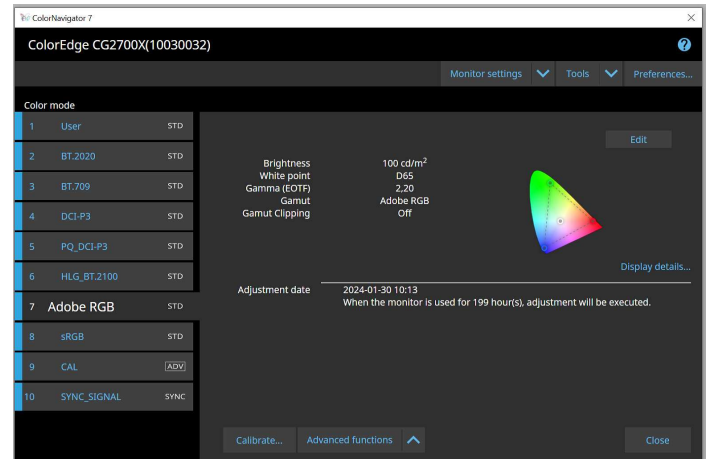 ColorNavigator 7
ColorEdge CG2700X(10030032)
Monitor settings Tools Preferences...
Color mode
1 User STD
2 BT.2020 STD
3 BT.709 STD
4 DCI-P3 STD
5 PQ_DCI-P3 STD
6 HLG_BT.2100 STD
7 Adobe RGB STD
8 sRGB STD
9 CAL ADV
10 SYNC_SIGNAL SYNC
Edit
Brightness 100 cd/m²
White point D65
Gamma (EOTF) 2,20
Gamut Adobe RGB
Gamut Clipping Off
Display details...
Adjustment date 2024-01-30 10:13
When the monitor is used for 199 hour(s), adjustment will be executed.
Calibrate... Advanced functions Close